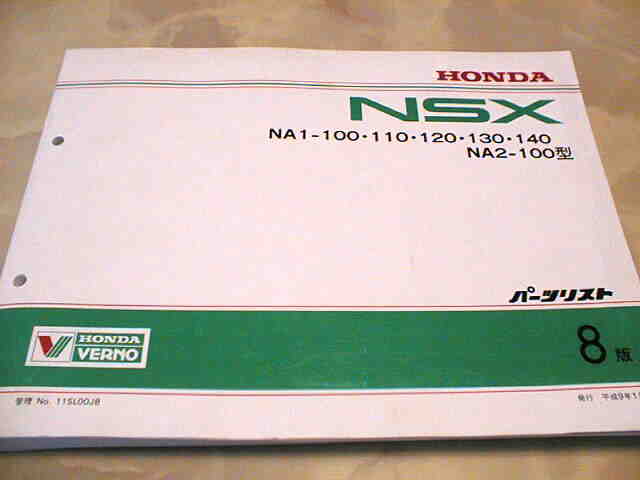 HONDA
NSX
NA1-100・110・120・130・140
NA2-100型
パーツリスト
HONDA
VERNO
8版
管理 No. 11SL00J8
発行 平成9年